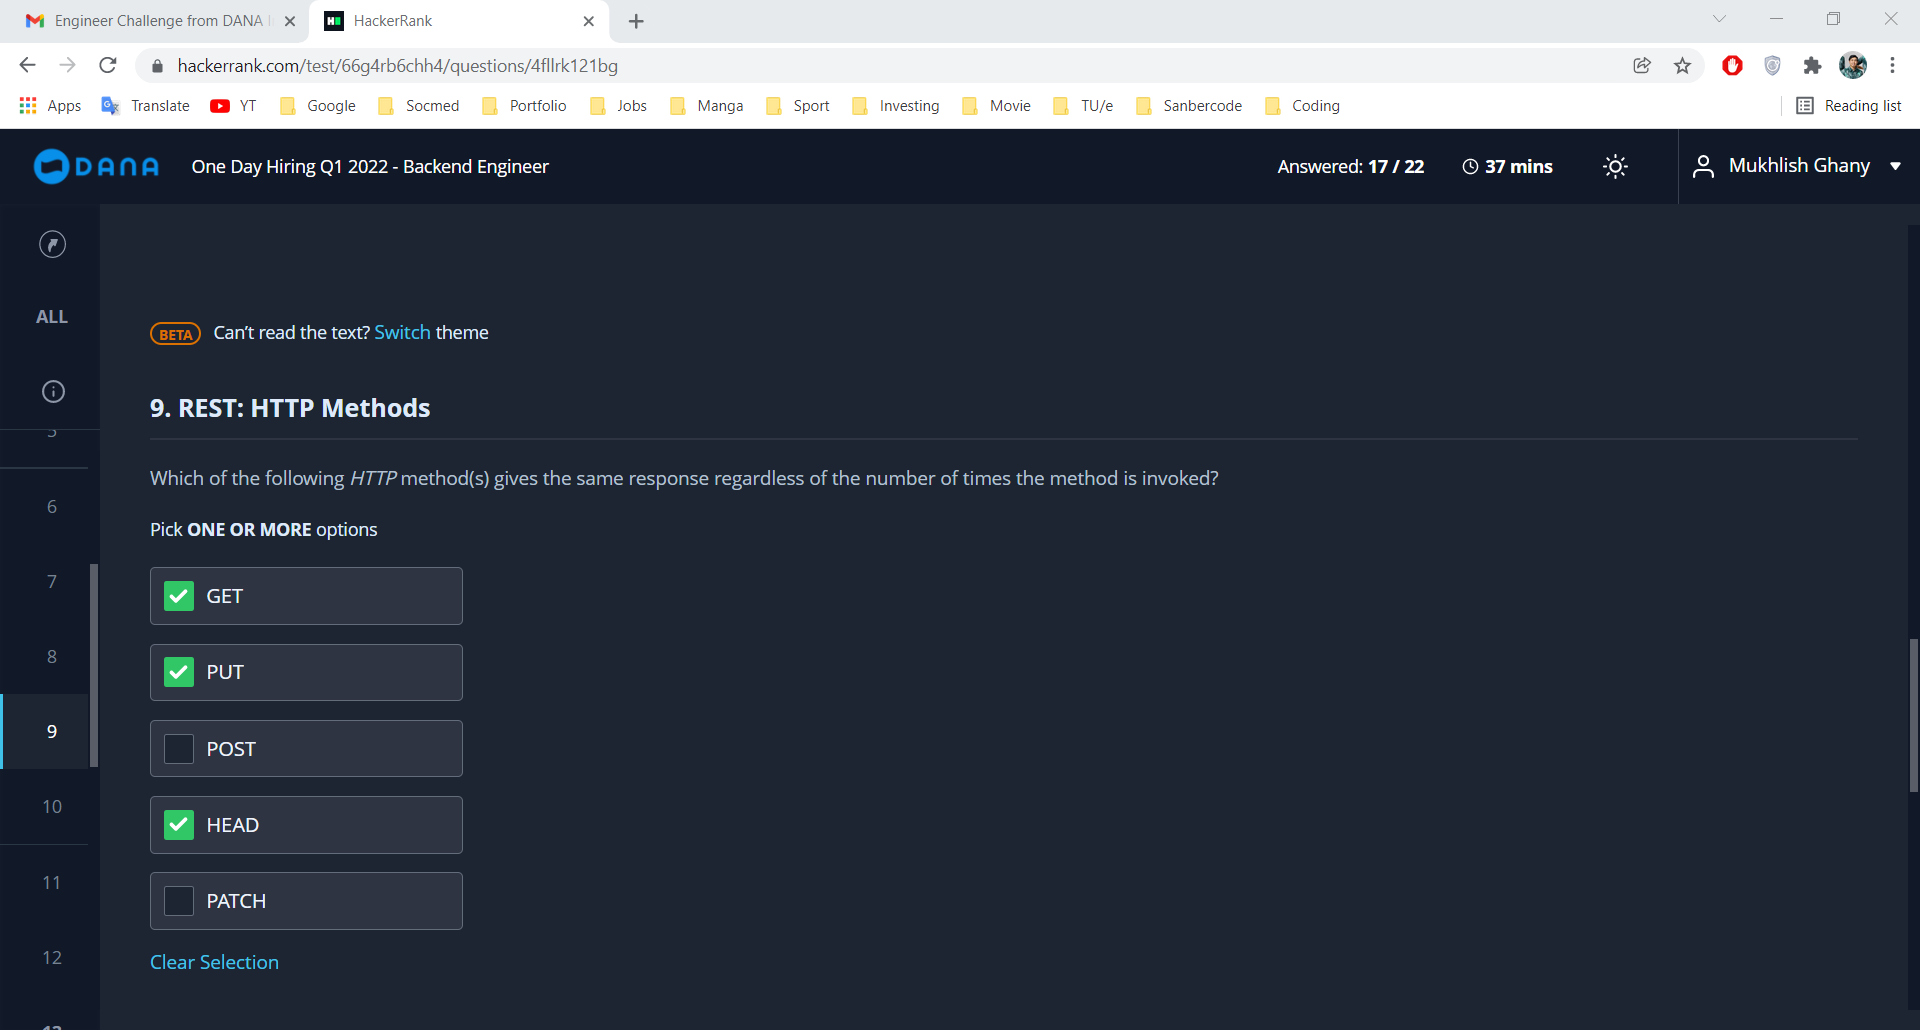 Engineer Challenge from DANA
HackerRank
hackerrank.com/test/66g4rb6chh4/questions/4fllrk121bg
Apps Translate YT Google Socmed Portfolio Jobs Manga Sport Investing Movie TU/e Sanbercode Coding Reading list
DANA One Day Hiring Q1 2022 - Backend Engineer Answered: 17 / 22 37 mins Mukhlish Ghany
ALL
BETA Can't read the text? Switch theme
9. REST: HTTP Methods
5
Which of the following HTTP method(s) gives the same response regardless of the number of times the method is invoked?
6
Pick ONE OR MORE options
7
GET
8
PUT
9
POST
10
HEAD
11
PATCH
12
Clear Selection